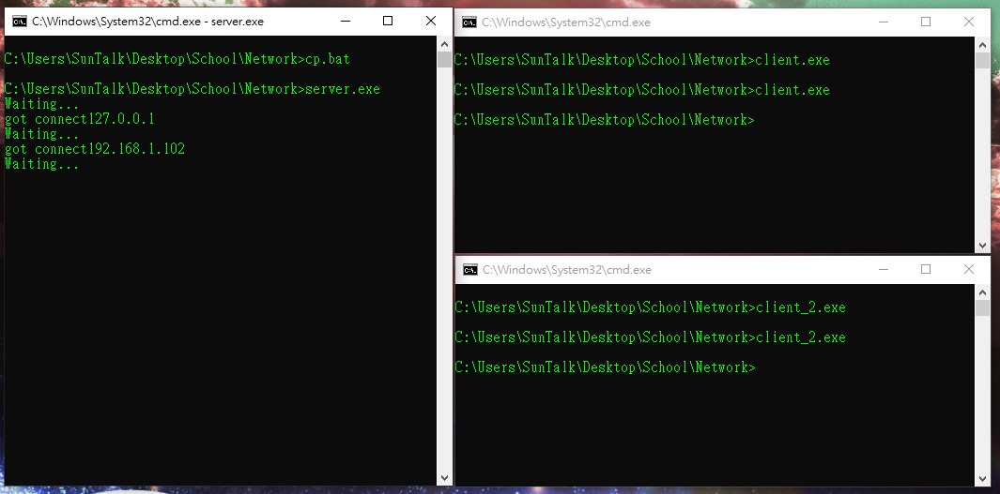 C:\Windows\System32\cmd.exe - server.exe
C:\Users\SunTalk\Desktop\School\Network>cp.bat
C:\Users\SunTalk\Desktop\School\Network>server.exe
Waiting...
got connect127.0.0.1
Waiting...
got connect192.168.1.102
Waiting...
C:\Windows\System32\cmd.exe
C:\Users\SunTalk\Desktop\School\Network>client.exe
C:\Users\SunTalk\Desktop\School\Network>client.exe
C:\Users\SunTalk\Desktop\School\Network>
C:\Windows\System32\cmd.exe
C:\Users\SunTalk\Desktop\School\Network>client_2.exe
C:\Users\SunTalk\Desktop\School\Network>client_2.exe
C:\Users\SunTalk\Desktop\School\Network>